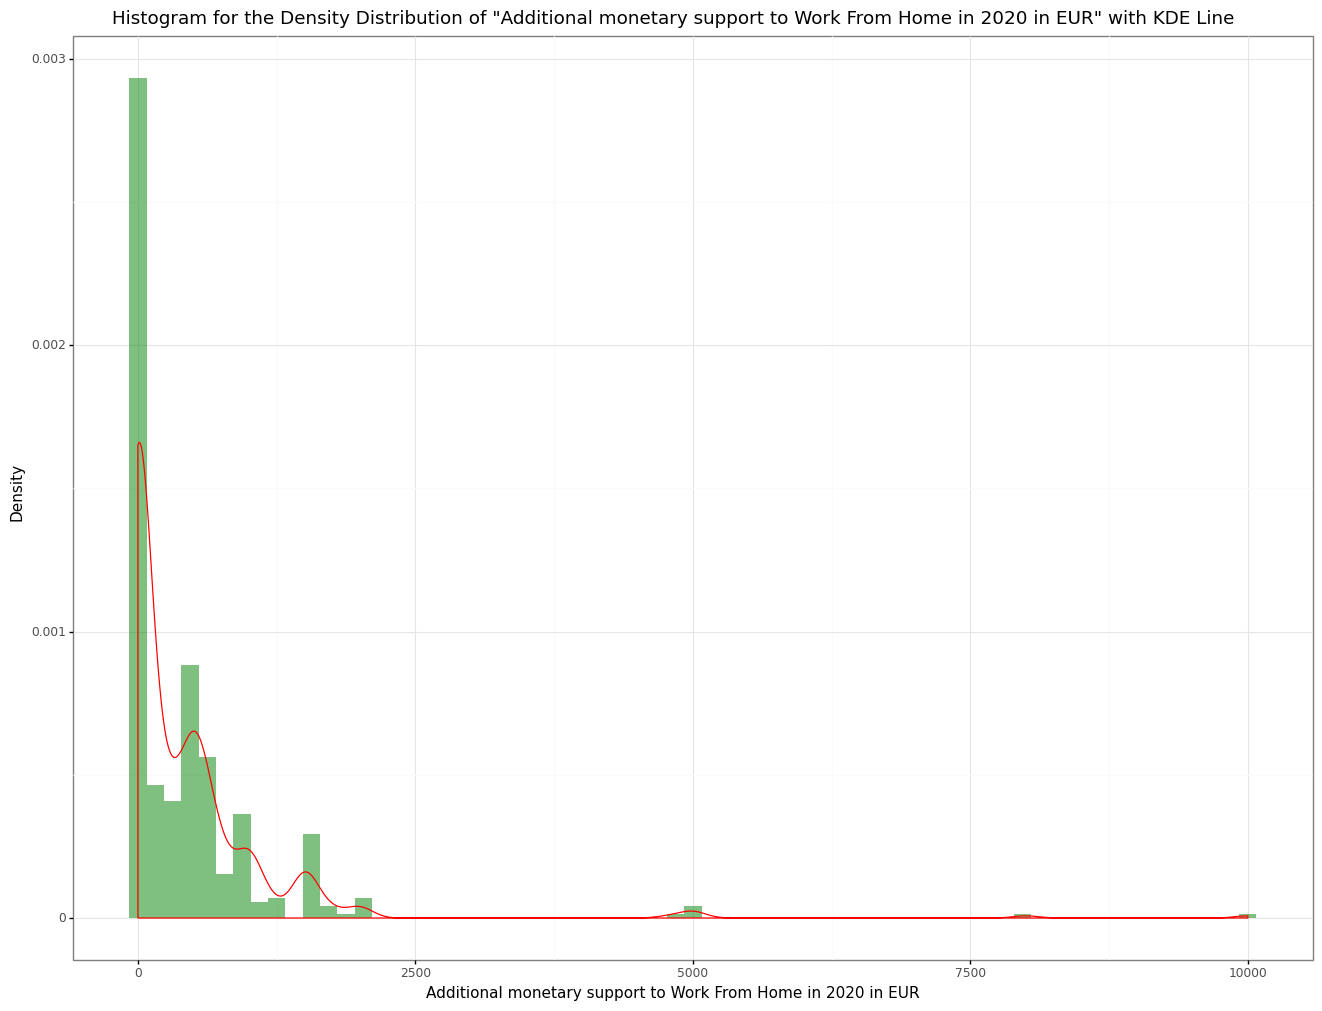 Histogram for the Density Distribution of "Additional monetary support to Work From Home in 2020 in EUR" with KDE Line
0.003
0.002
0.001
0
Density
0 2500 5000 7500 10000
Additional monetary support to Work From Home in 2020 in EUR